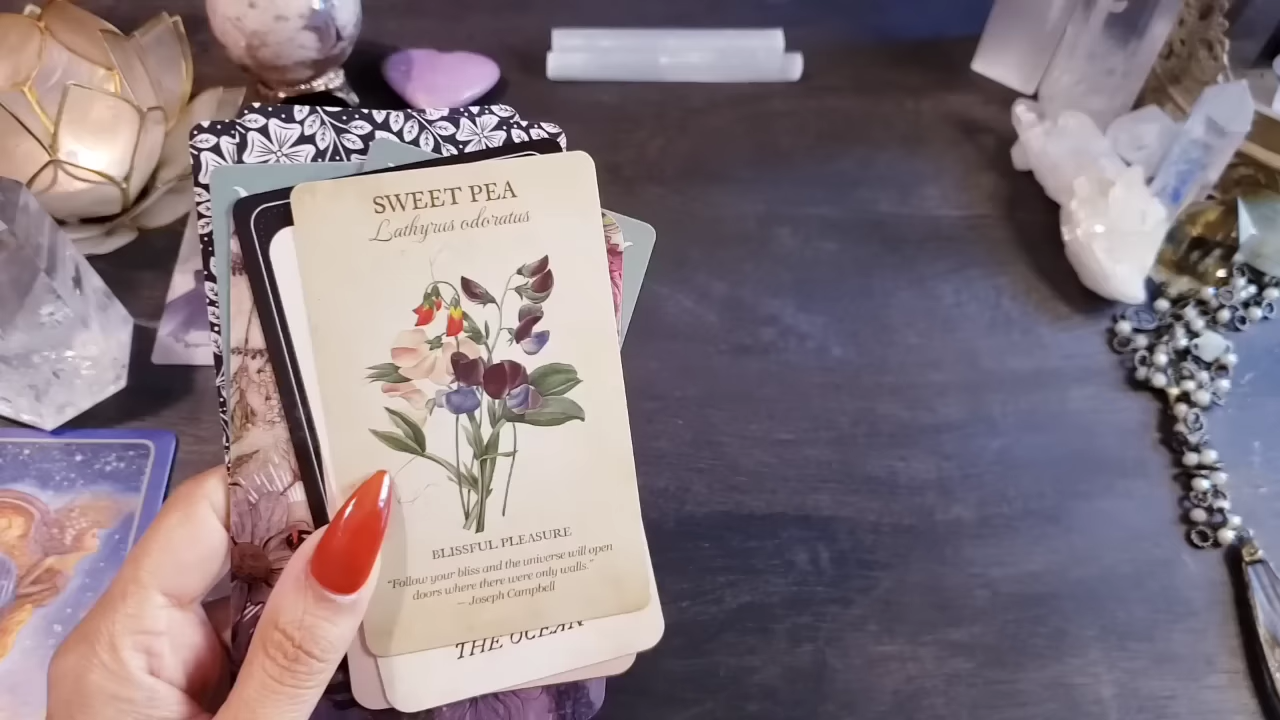 SWEET PEA
Lathyrus odoratus
BLISSFUL PLEASURE
"Follow your bliss and the universe will open
doors where there were only walls."
— Joseph Campbell
THE OCEAN